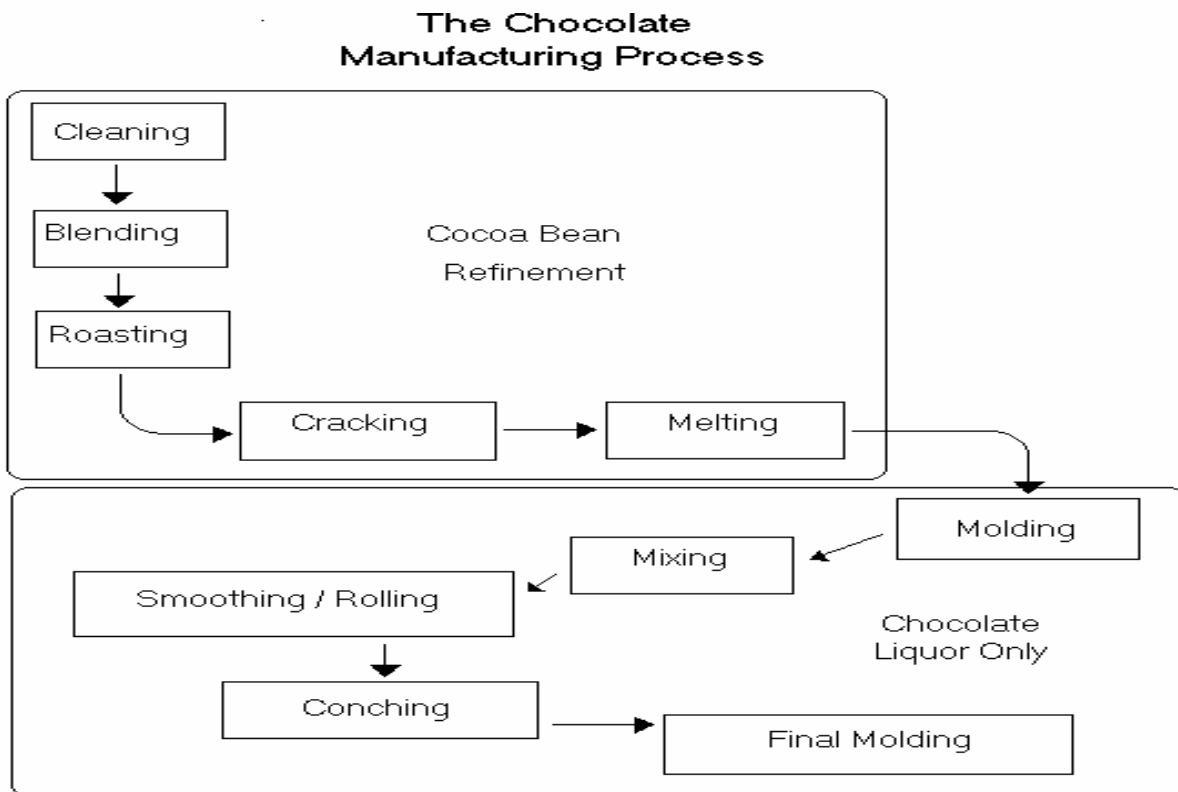 The Chocolate
Manufacturing Process
Cleaning
Blending
Cocoa Bean
Refinement
Roasting
Cracking
Melting
Molding
Mixing
Smoothing / Rolling
Chocolate
Liquor Only
Conching
Final Molding